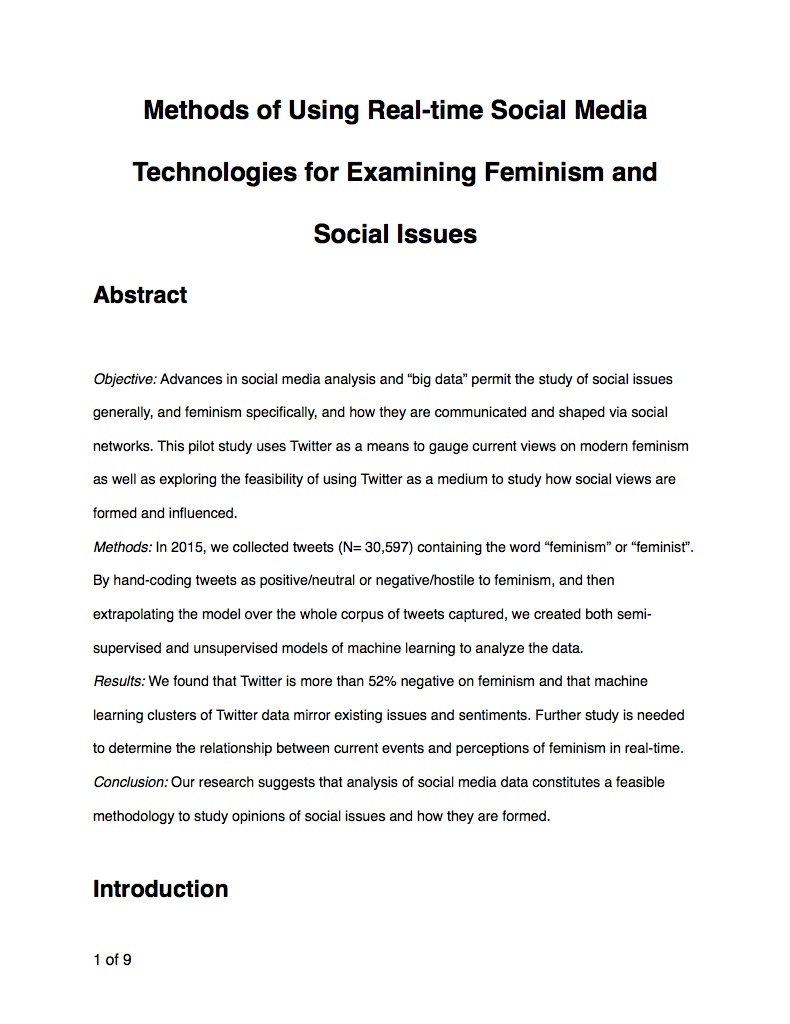 Methods of Using Real-time Social Media
Technologies for Examining Feminism and
Social Issues
Abstract
Objective: Advances in social media analysis and “big data” permit the study of social issues
generally, and feminism specifically, and how they are communicated and shaped via social
networks. This pilot study uses Twitter as a means to gauge current views on modern feminism
as well as exploring the feasibility of using Twitter as a medium to study how social views are
formed and influenced.
Methods: In 2015, we collected tweets (N= 30,597) containing the word “feminism” or “feminist”.
By hand-coding tweets as positive/neutral or negative/hostile to feminism, and then
extrapolating the model over the whole corpus of tweets captured, we created both semi-
supervised and unsupervised models of machine learning to analyze the data.
Results: We found that Twitter is more than 52% negative on feminism and that machine
learning clusters of Twitter data mirror existing issues and sentiments. Further study is needed
to determine the relationship between current events and perceptions of feminism in real-time.
Conclusion: Our research suggests that analysis of social media data constitutes a feasible
methodology to study opinions of social issues and how they are formed.
Introduction
1 of 9